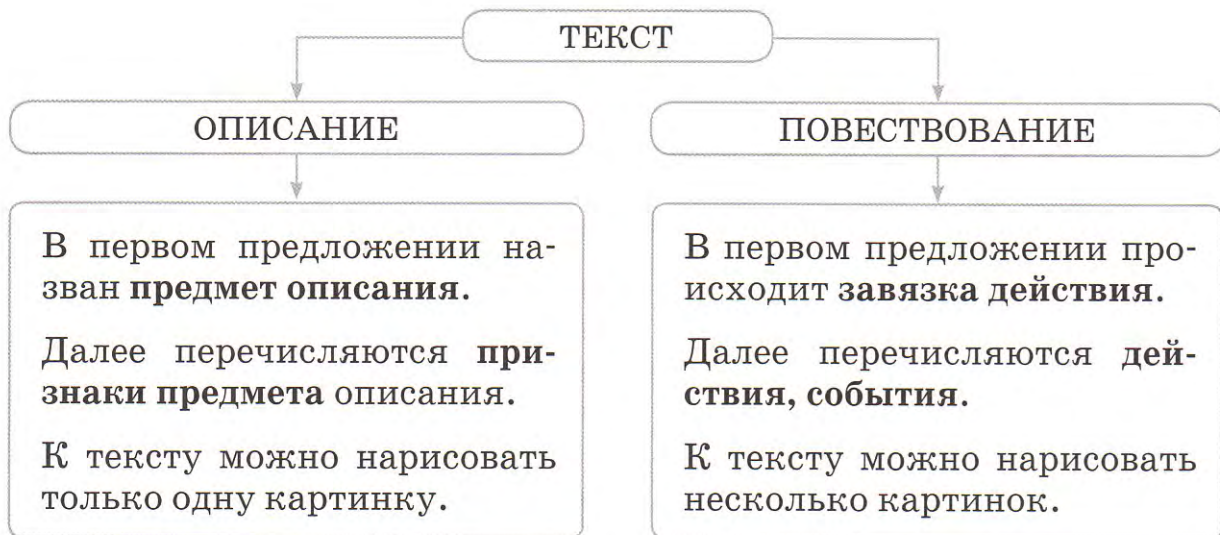 ТЕКСТ
ОПИСАНИЕ
В первом предложении на-
зван предмет описания.
Далее перечисляются при-
знаки предмета описания.
К тексту можно нарисовать
только одну картинку.
ПОВЕСТВОВАНИЕ
В первом предложении про-
исходит завязка действия.
Далее перечисляются дей-
ствия, события.
К тексту можно нарисовать
несколько картинок.